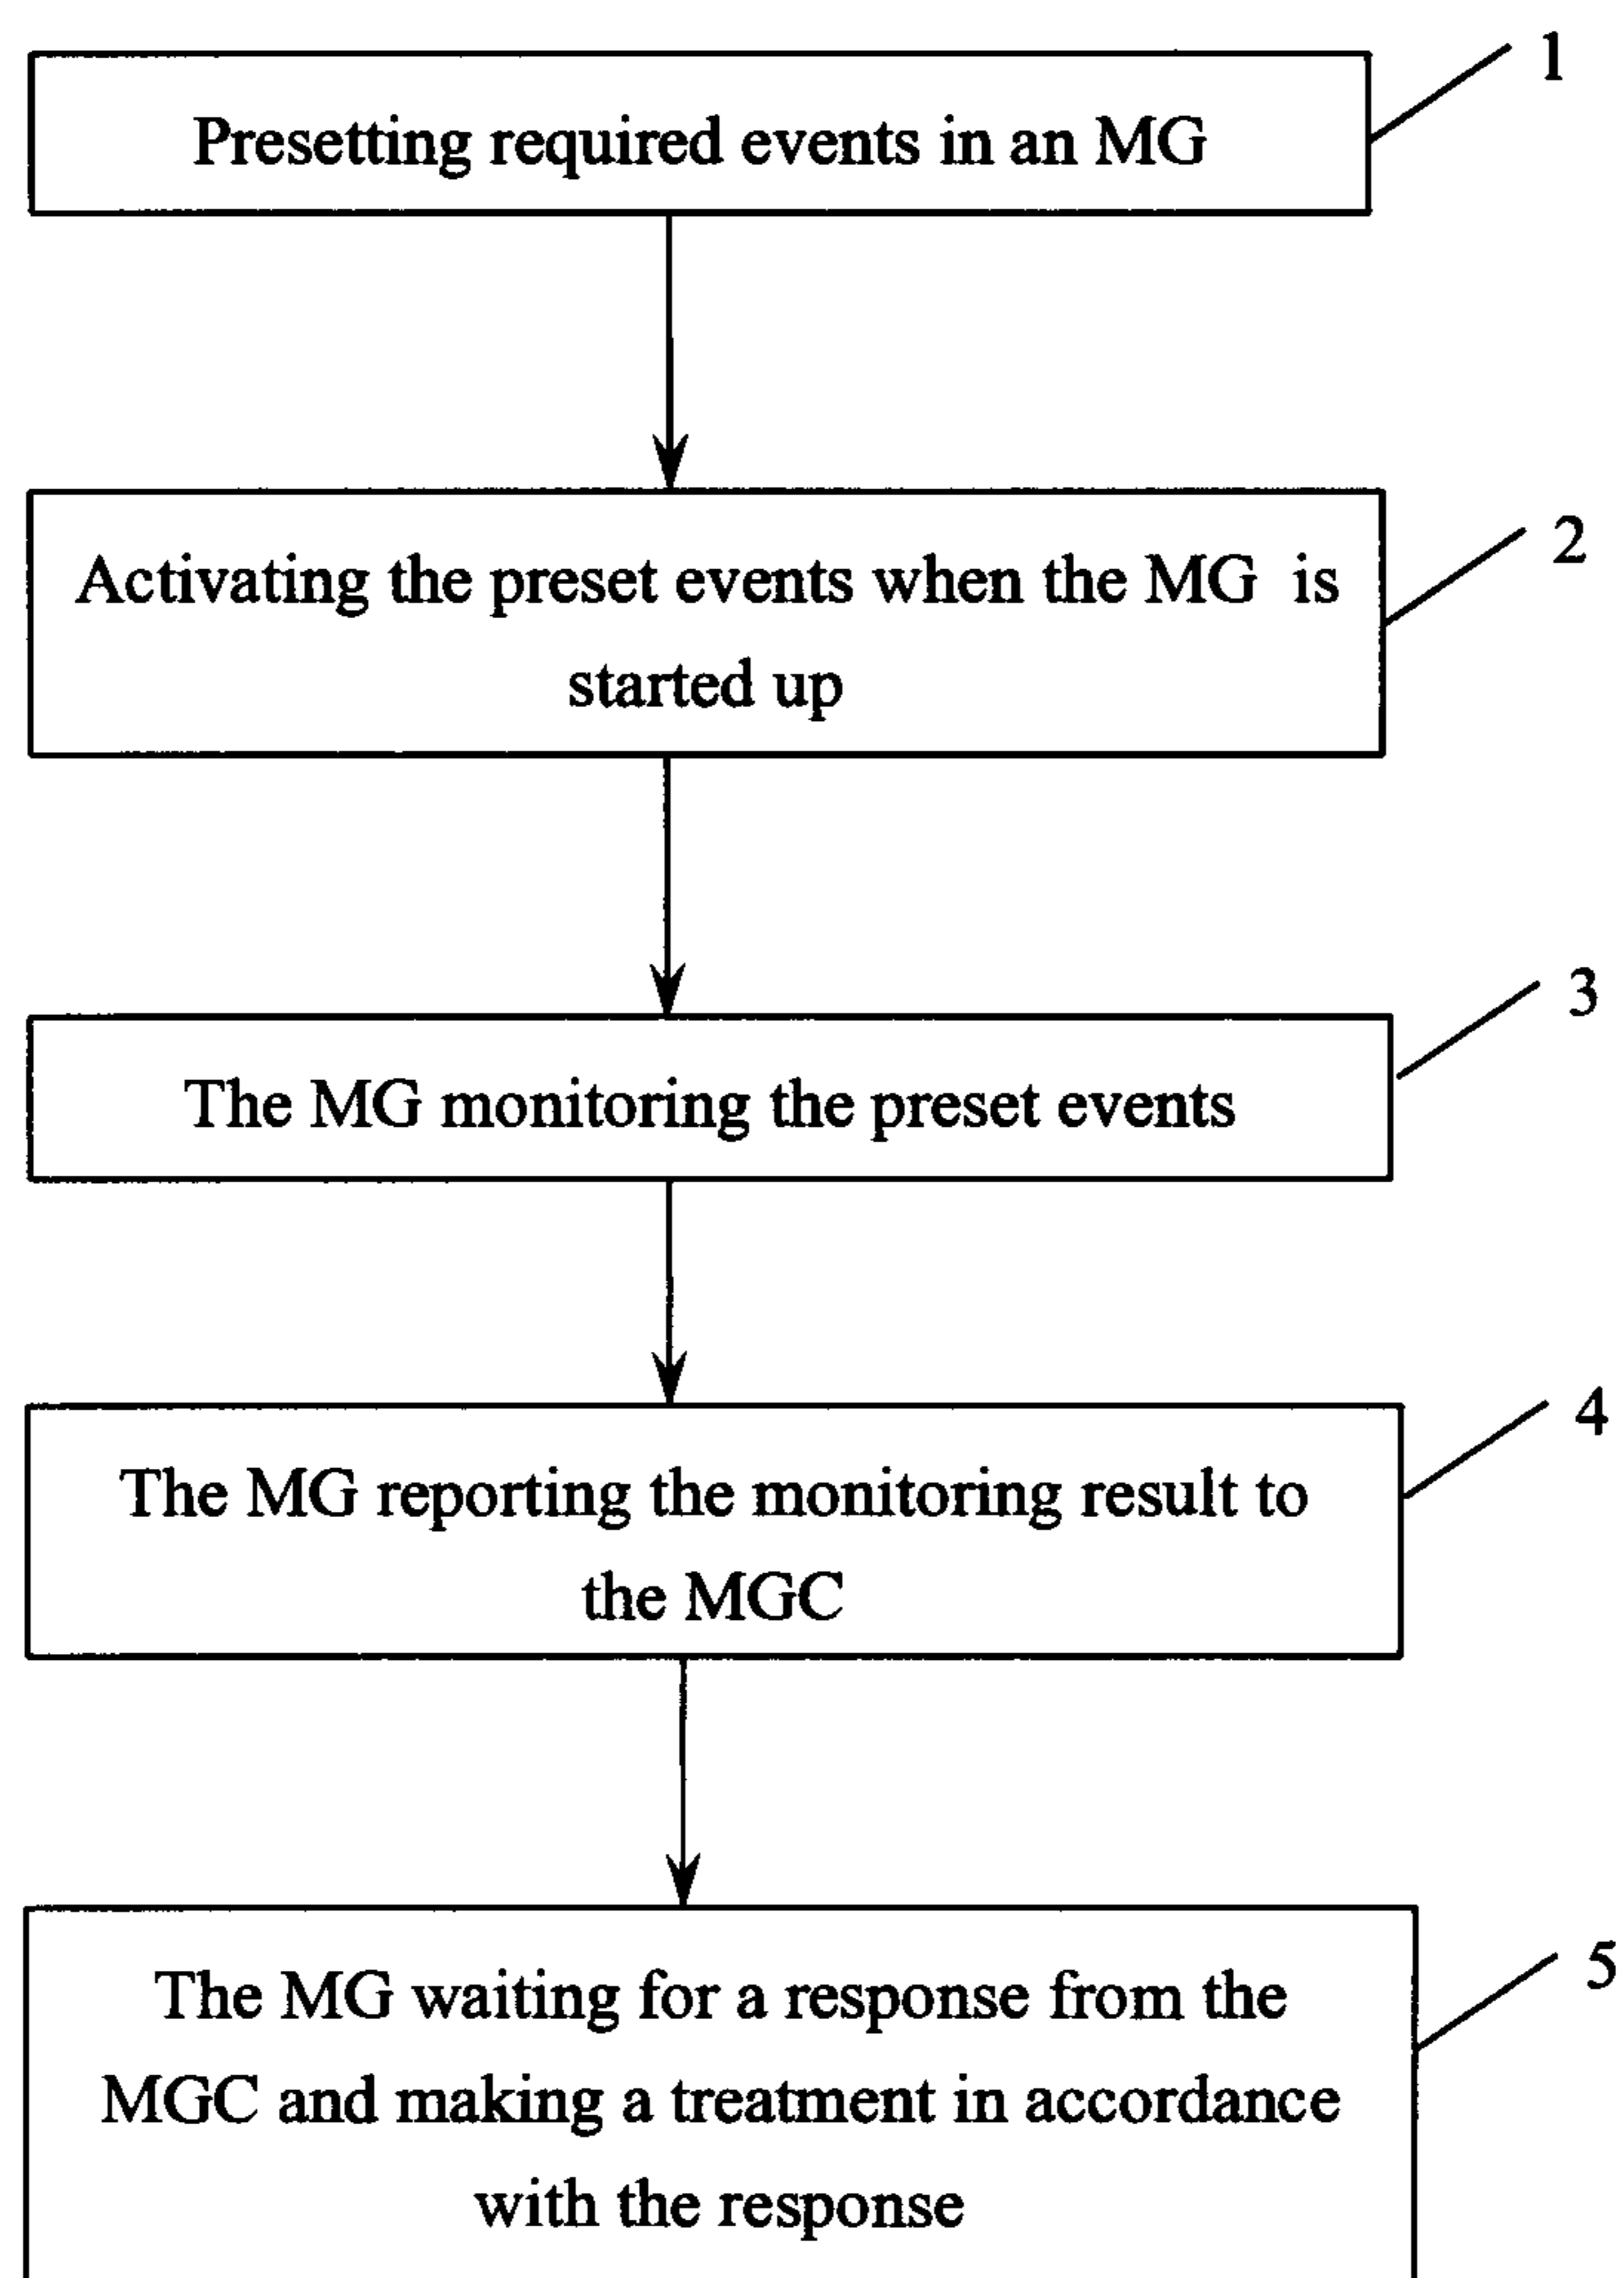 1
Presetting required events in an MG
2
Activating the preset events when the MG is
started up
3
The MG monitoring the preset events
4
The MG reporting the monitoring result to
the MGC
5
The MG waiting for a response from the
MGC and making a treatment in accordance
with the response